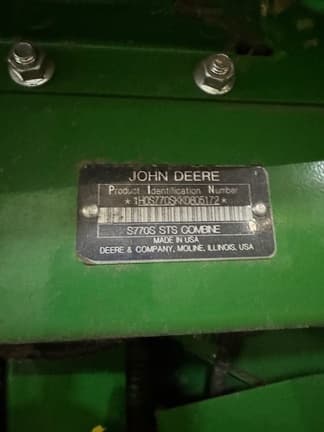 JOHN DEERE
Product Identification Number
*1H0S770SKK0805172*
S770S STS COMBINE
MADE IN USA
DEERE & COMPANY, MOLINE, ILLINOIS, USA